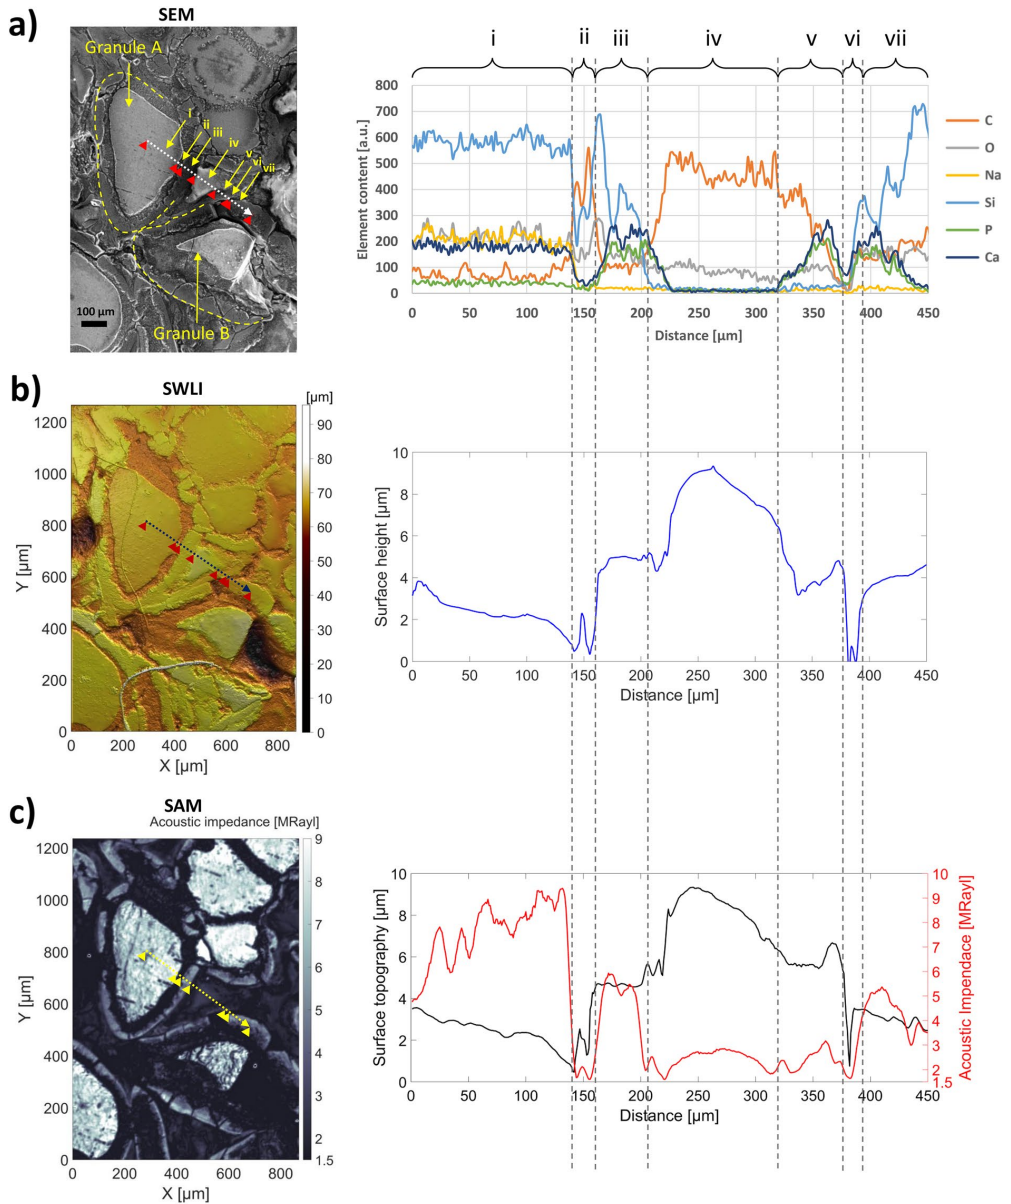 a)
SEM
Granule A
i
ii
iii
iv
v
vi
vii
100 µm
Granule B
i ii iii iv v vi vii
Element content [a.u.]
800
700
600
500
400
300
200
100
0
0 50 100 150 200 250 300 350 400 450
Distance [µm]
C
O
Na
Si
P
Ca
b)
SWLI
[µm]
Y [µm]
1200
1000
800
600
400
200
0
0 200 400 600 800
X [µm]
90
80
70
60
50
40
30
20
10
0
Surface height [µm]
10
8
6
4
2
0
0 50 100 150 200 250 300 350 400 450
Distance [µm]
c)
SAM
Acoustic impedance [MRayl]
Y [µm]
1200
1000
800
600
400
200
1200
0
0 200 400 600 800
X [µm]
9
8
7
6
5
4
3
2
1.5
Surface topography [µm]
10
8
6
4
2
0
0 50 100 150 200 250 300 350 400 450
Distance [µm]
10
9
8
7
6
5
4
3
2
1.5
Acoustic Impendace [MRayl]